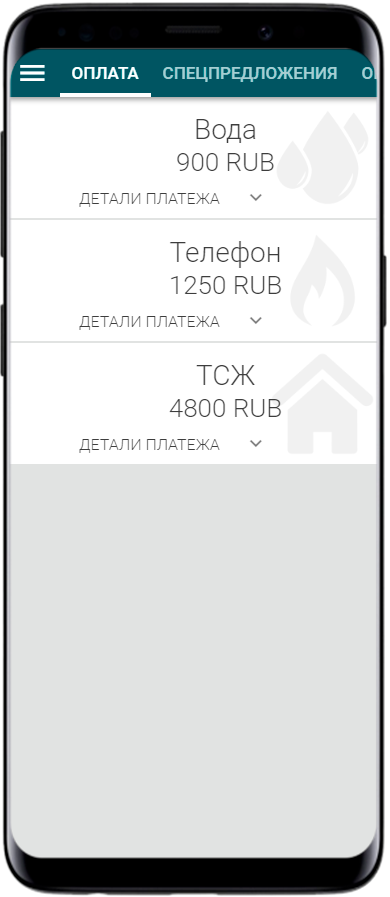 ОПЛАТА СПЕЦПРЕДЛОЖЕНИЯ
Вода
900 RUB
ДЕТАЛИ ПЛАТЕЖА
Телефон
1250 RUB
ДЕТАЛИ ПЛАТЕЖА
ТСЖ
4800 RUB
ДЕТАЛИ ПЛАТЕЖА